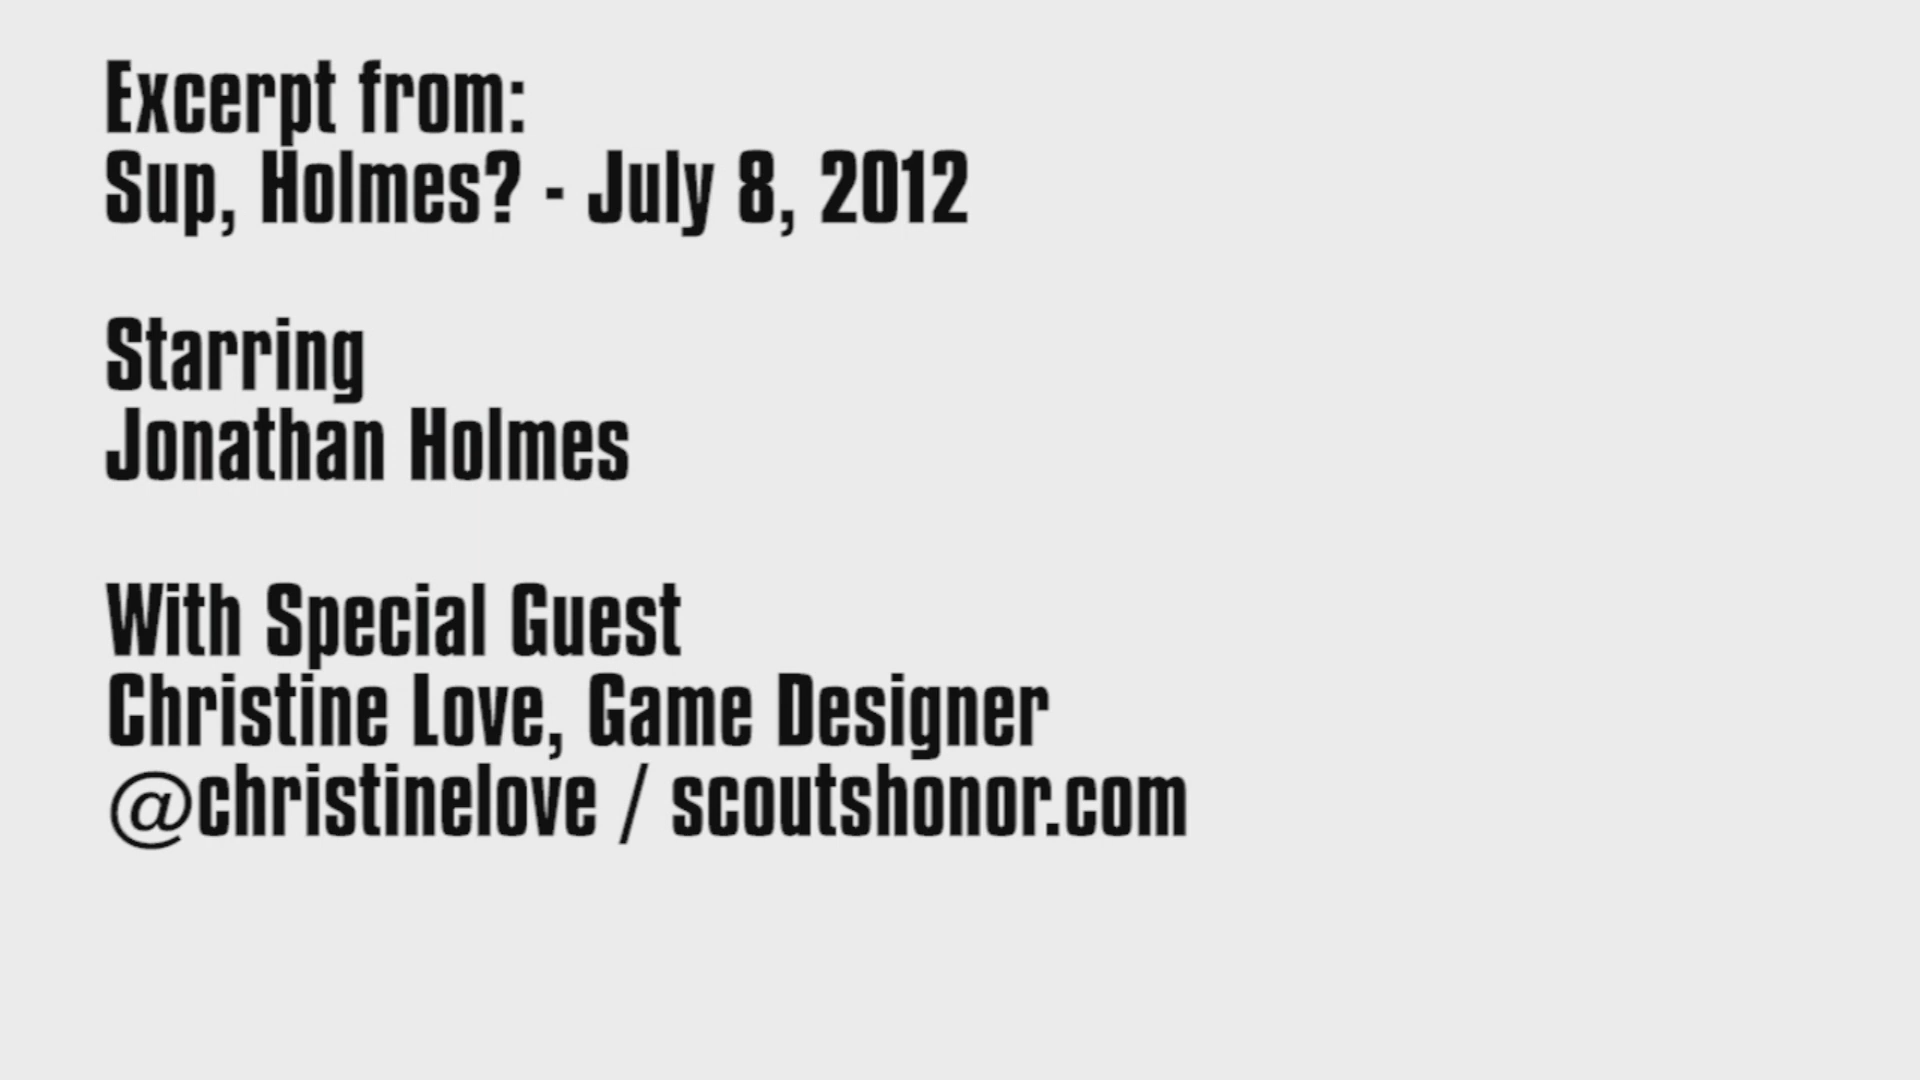 Excerpt from:
Sup, Holmes? - July 8, 2012
Starring
Jonathan Holmes
With Special Guest
Christine Love, Game Designer
@christinelove / scoutshonor.com